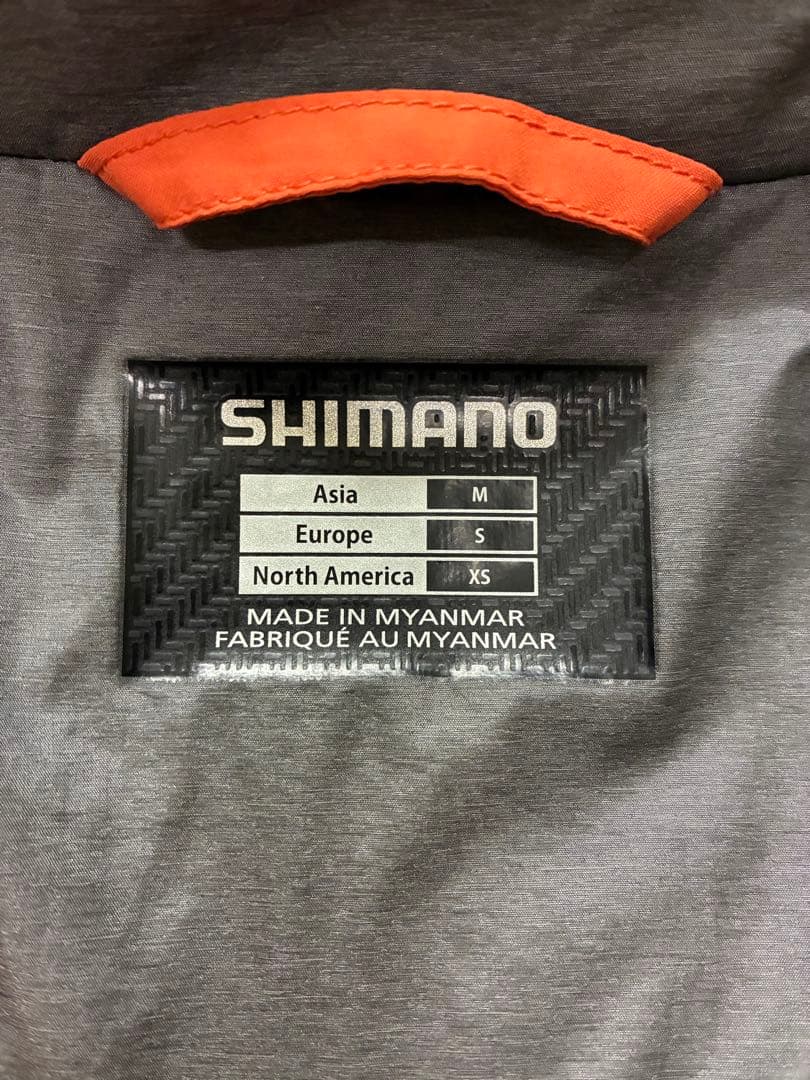 SHIMANO
Asia M
Europe S
North America XS
MADE IN MYANMAR
FABRIQUÉ AU MYANMAR